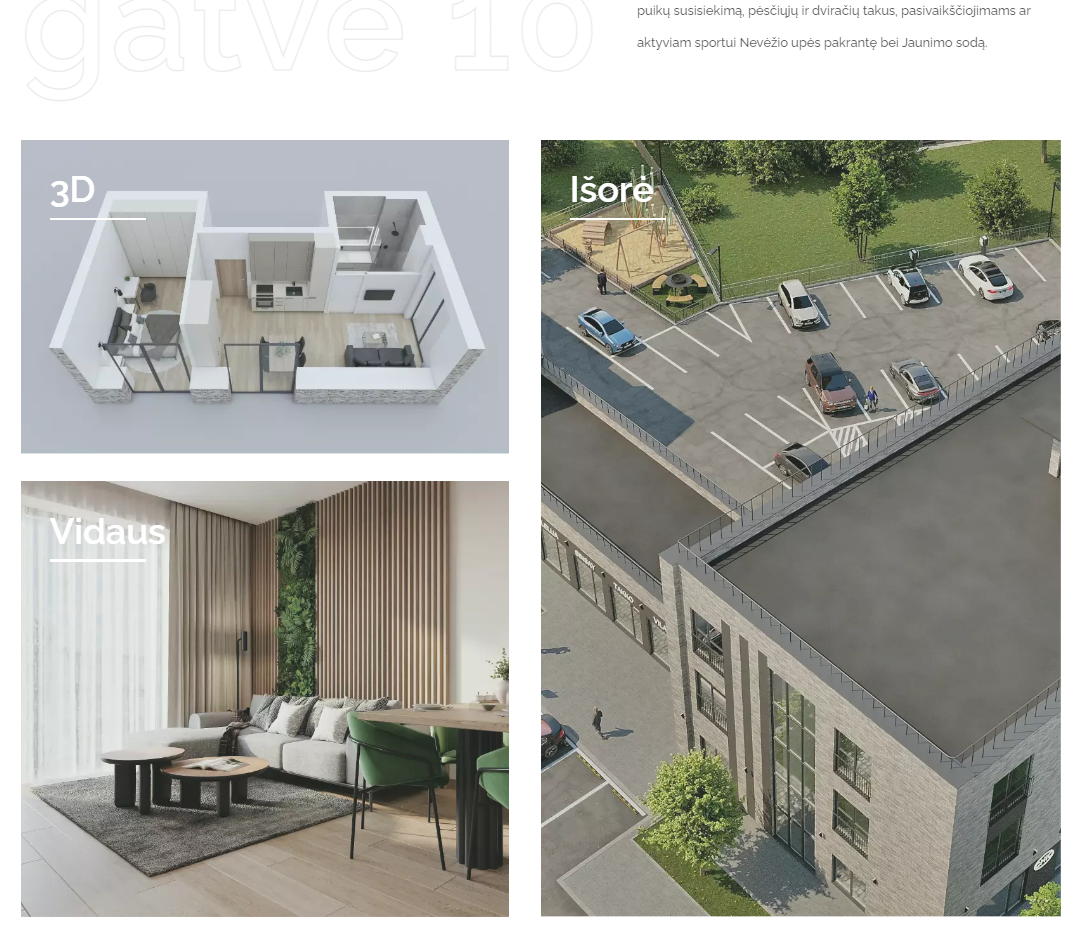 gatvė 10
puikų susisiekimą, pėsčiųjų ir dviračių takus, pasivaikščiojimams ar
aktyviam sportui Nevėžio upės pakrantę bei Jaunimo sodą.
3D
Išorė
Vidaus
TAKKO